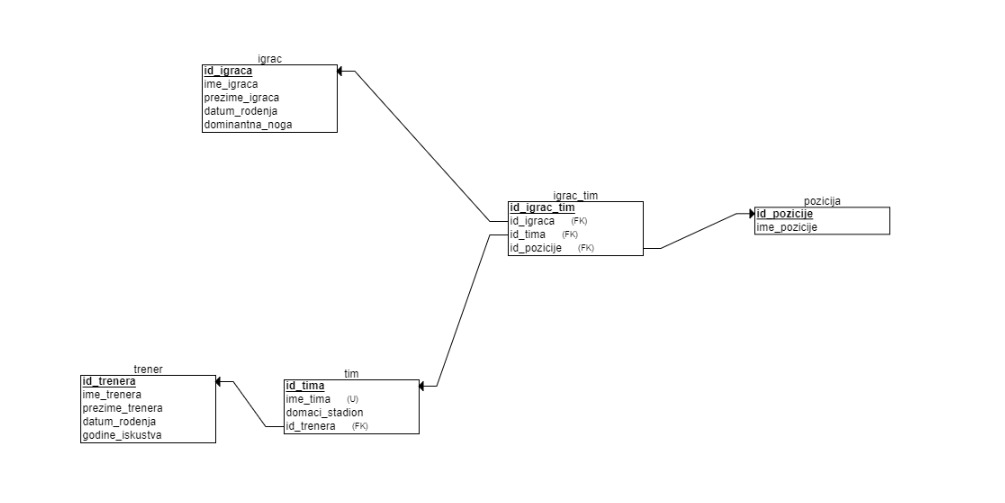 igrac
id_igraca
ime_igraca
prezime_igraca
datum_rodenja
dominantna_noga
igrac_tim
id_igrac_tim
id_igraca (FK)
id_tima (FK)
id_pozicije (FK)
pozicija
id_pozicije
ime_pozicije
trener
id_trenera
ime_trenera
prezime_trenera
datum_rodenja
godine_iskustva
tim
id_tima
ime_tima (U)
domaci_stadion
id_trenera (FK)